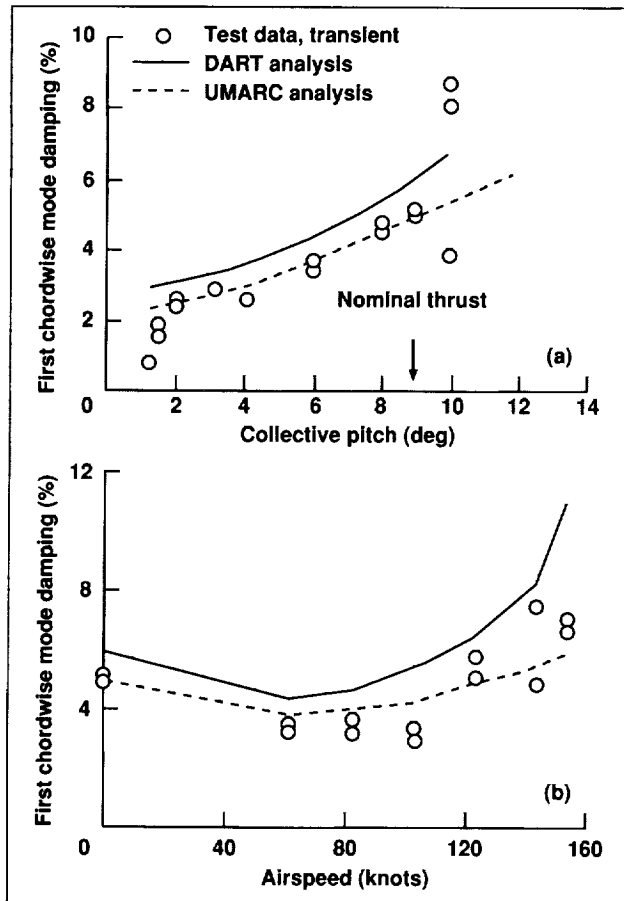 First chordwise mode damping (%)
10
8
6
4
2
0
Test data, transient
DART analysis
UMARC analysis
Nominal thrust
(a)
2 4 6 8 10 12 14
Collective pitch (deg)
First chordwise mode damping (%)
12
8
4
0
(b)
40 80 120 160
Airspeed (knots)